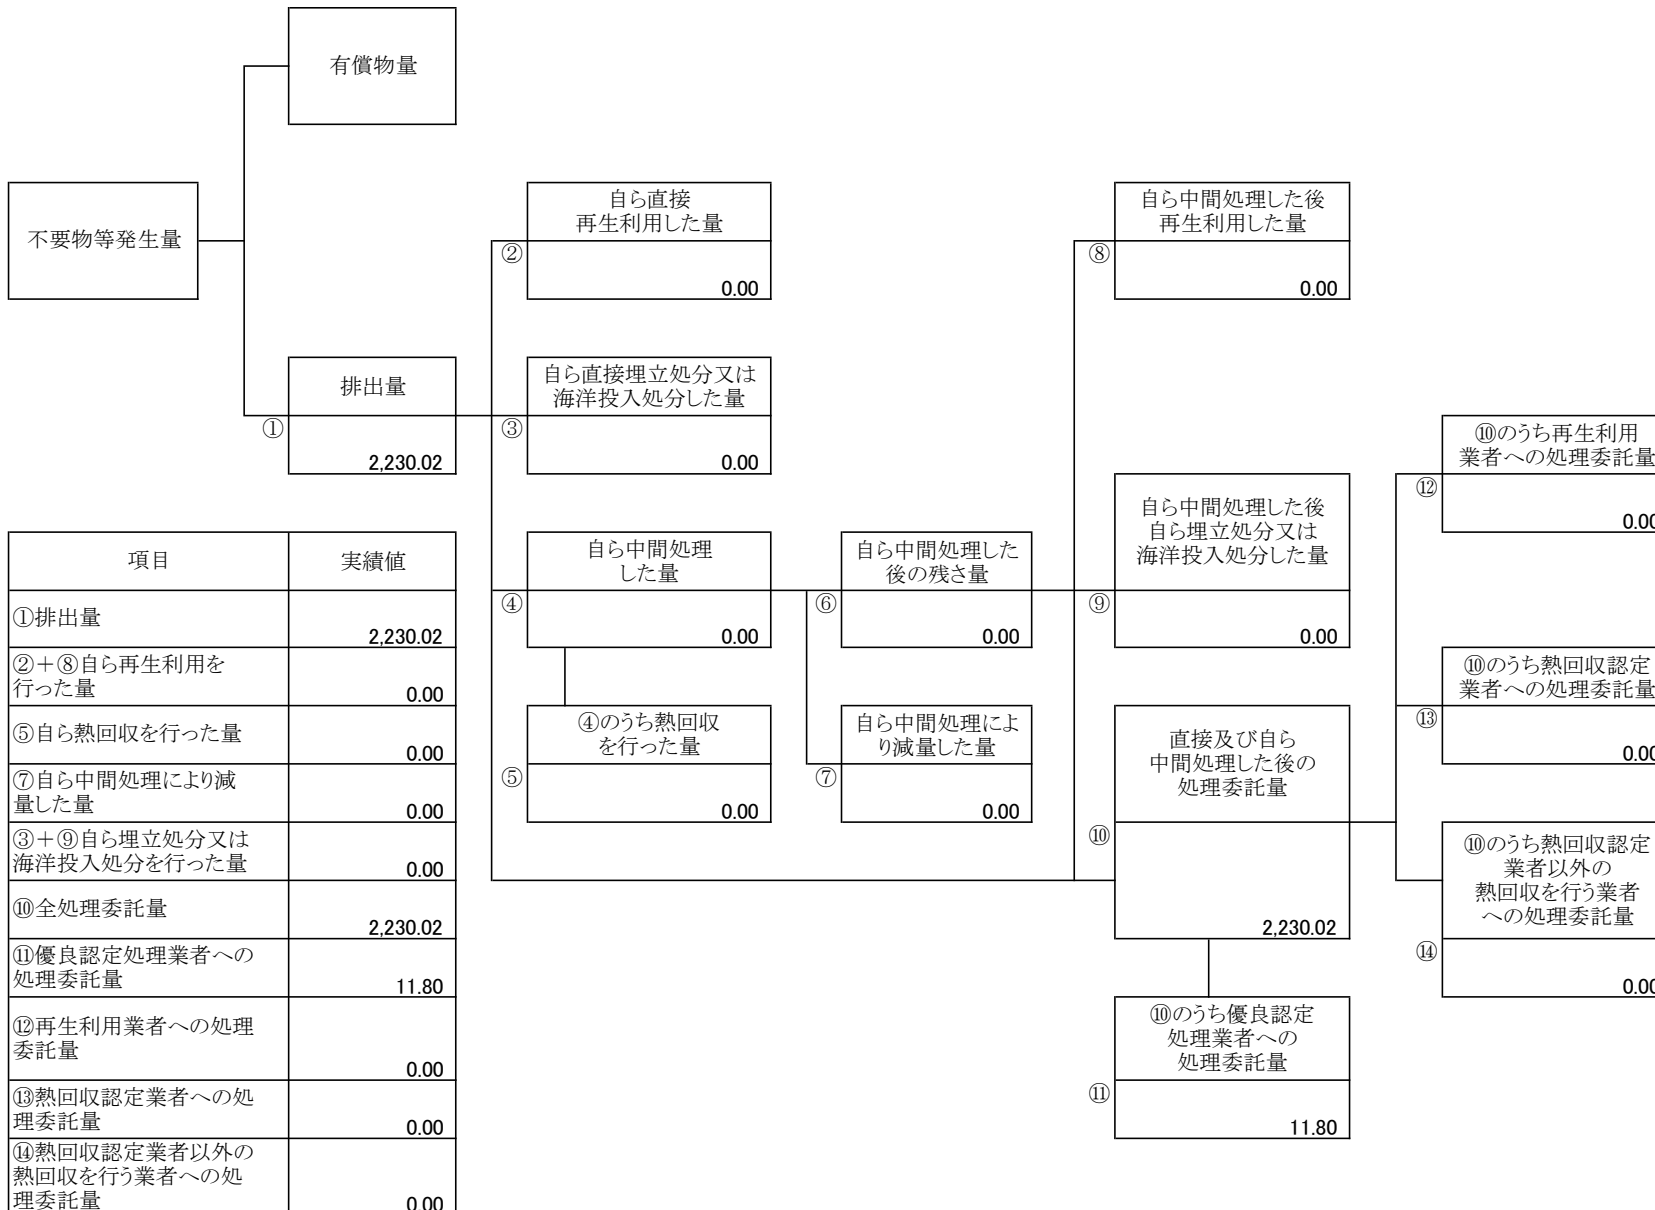 有償物量
不要物等発生量
自ら直接
再生利用した量
②
0.00
自ら中間処理した後
再生利用した量
⑧
0.00
排出量
①
2,230.02
自ら直接埋立処分又は
海洋投入処分した量
③
0.00
⑩のうち再生利用
業者への処理委託量
⑫
0.00
自ら中間処理した後
自ら埋立処分又は
海洋投入処分した量
⑨
0.00
自ら中間処理
した量
④
0.00
自ら中間処理した
後の残さ量
⑥
0.00
⑩のうち熱回収認定
業者への処理委託量
⑬
0.00
④のうち熱回収
を行った量
⑤
0.00
自ら中間処理によ
り減量した量
⑦
0.00
直接及び自ら
中間処理した後の
処理委託量
⑩
2,230.02
⑩のうち熱回収認定
業者以外の
熱回収を行う業者
への処理委託量
⑭
0.00
⑩のうち優良認定
処理業者への
処理委託量
⑪
11.80
項目
実績値
①排出量
2,230.02
②+⑧自ら再生利用を
行った量
0.00
⑤自ら熱回収を行った量
0.00
⑦自ら中間処理により減
量した量
0.00
③+⑨自ら埋立処分又は
海洋投入処分を行った量
0.00
⑩全処理委託量
2,230.02
⑪優良認定処理業者への
処理委託量
11.80
⑫再生利用業者への処理
委託量
0.00
⑬熱回収認定業者への処
理委託量
0.00
⑭熱回収認定業者以外の
熱回収を行う業者への処
理委託量
0.00